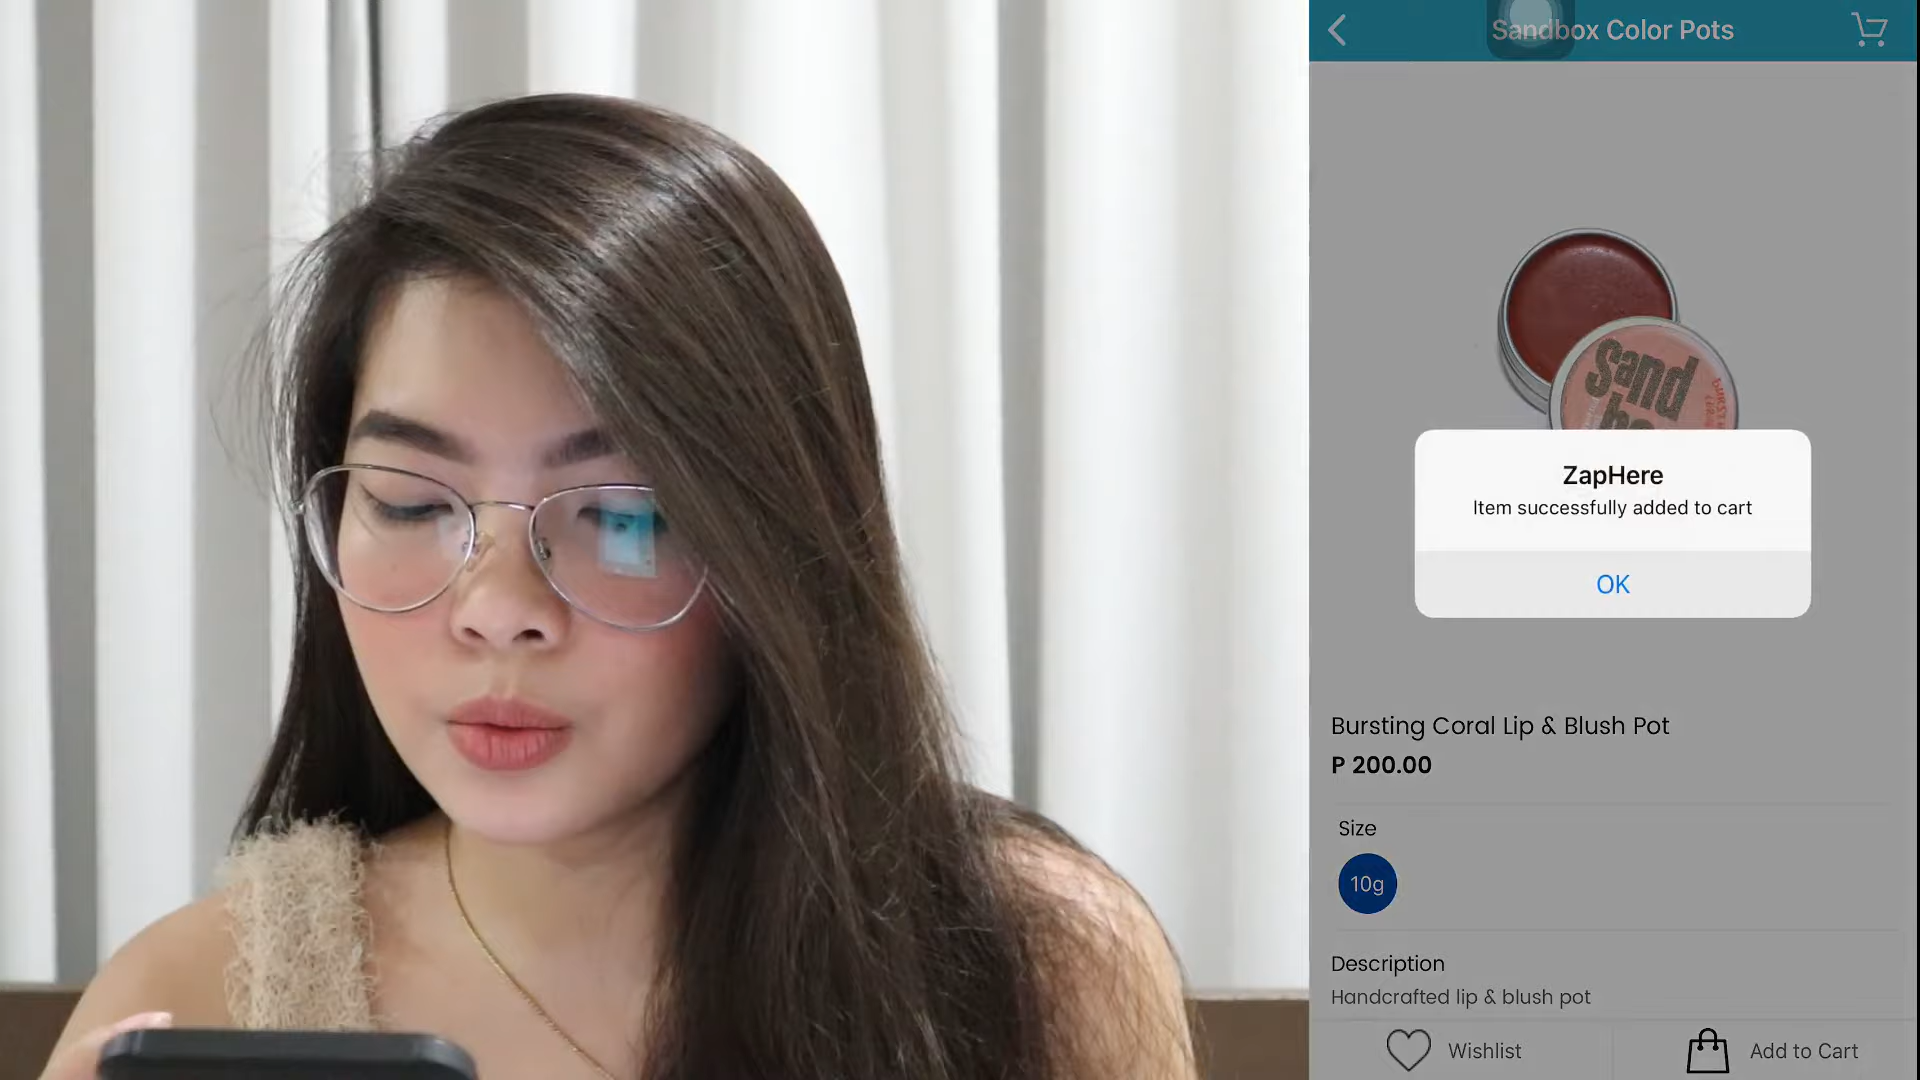 Sandbox Color Pots
Sand
ZapHere
Item successfully added to cart
OK
Bursting Coral Lip & Blush Pot
P 200.00
Size
10g
Description
Handcrafted lip & blush pot
Wishlist
Add to Cart